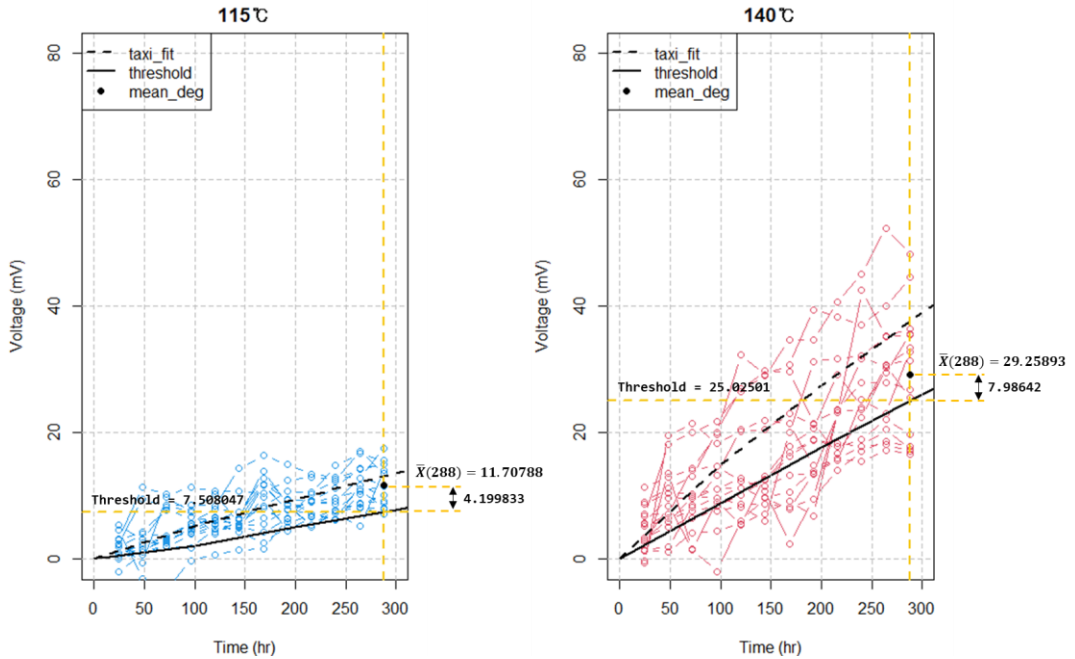 115℃
taxi_fit
threshold
mean_deg
80
60
40
20
0
Voltage (mV)
Threshold = 7.508047
X̄(288) = 11.70788
4.199833
0 50 100 150 200 250 300
Time (hr)
140℃
taxi_fit
threshold
mean_deg
80
60
40
20
0
Voltage (mV)
Threshold = 25.02501
X̄(288) = 29.25893
7.98642
0 50 100 150 200 250 300
Time (hr)